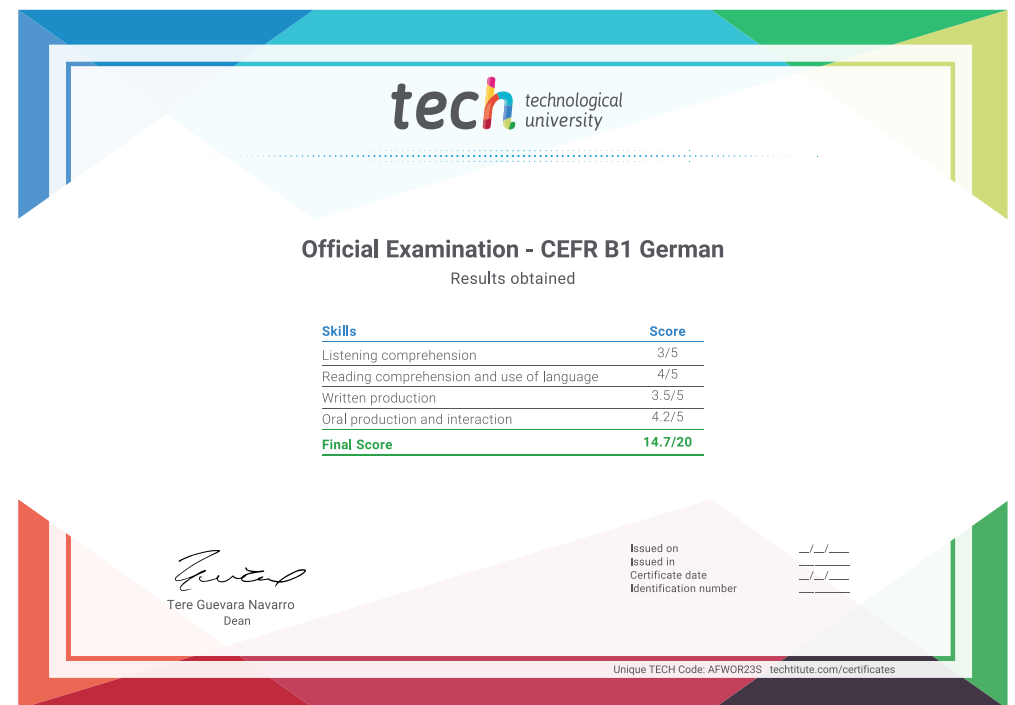 tech technological
university
Official Examination - CEFR B1 German
Results obtained
Skills Score
Listening comprehension 3/5
Reading comprehension and use of language 4/5
Written production 3.5/5
Oral production and interaction 4.2/5
Final Score 14.7/20
Tere Guevara Navarro
Dean
Issued on __/__/____
Issued in ________
Certificate date __/__/____
Identification number ________
Unique TECH Code: AFWOR23S techtitute.com/certificates